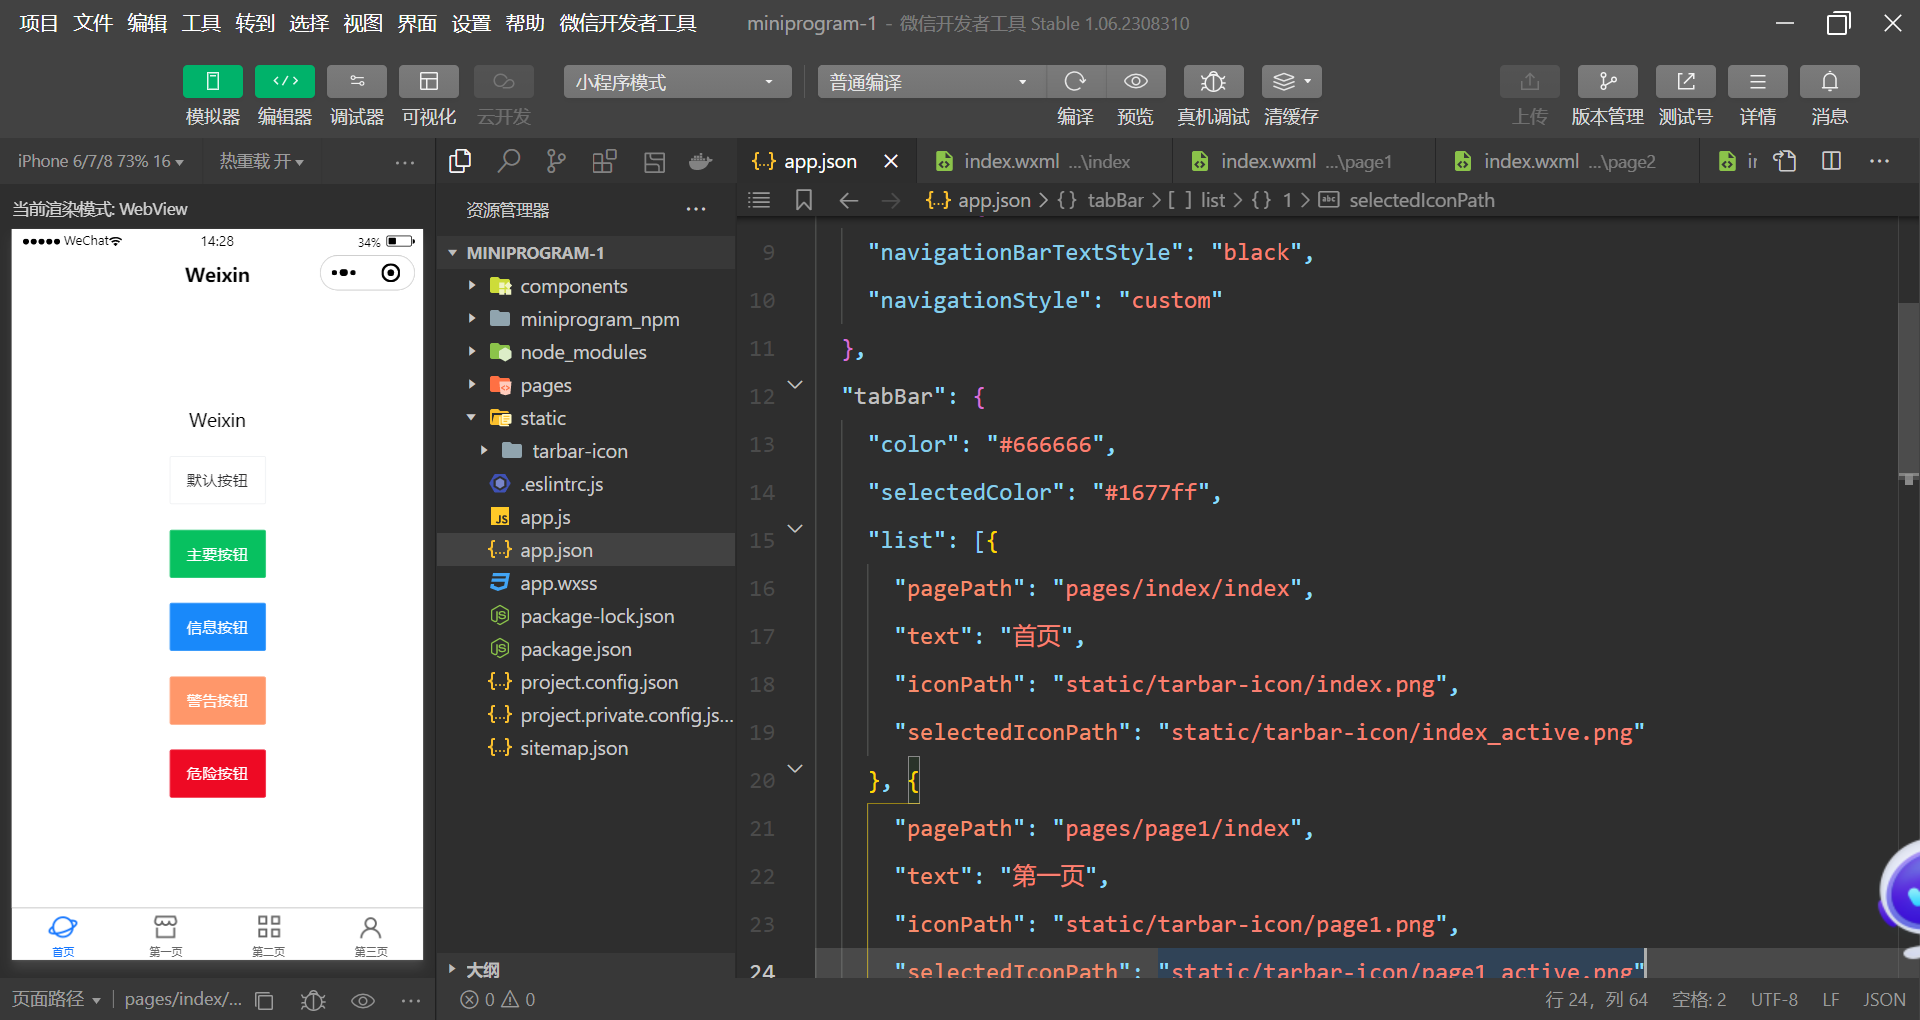 项目 文件 编辑 工具 转到 选择 视图 界面 设置 帮助 微信开发者工具 miniprogram-1 - 微信开发者工具 Stable 1.06.2308310
小程序模式 普通编译
模拟器 编辑器 调试器 可视化 云开发 编译 预览 真机调试 清缓存 上传 版本管理 测试号 详情 消息
iPhone 6/7/8 73% 16 热重载 开
当前渲染模式: WebView
WeChat 14:28 34%
Weixin
Weixin
默认按钮
主要按钮
信息按钮
警告按钮
危险按钮
首页 第一页 第二页 第三页
页面路径 pages/index/...
资源管理器
MINIPROGRAM-1
components
miniprogram_npm
node_modules
pages
static
tarbar-icon
.eslintrc.js
app.js
app.json
app.wxss
package-lock.json
package.json
project.config.json
project.private.config.js...
sitemap.json
大纲
0 0
app.json index.wxml ...\index index.wxml ...\page1 index.wxml ...\page2
app.json > { } tabBar > [ ] list > { } 1 > selectedIconPath
9 "navigationBarTextStyle": "black",
10 "navigationStyle": "custom"
11 },
12 "tabBar": {
13 "color": "#666666",
14 "selectedColor": "#1677ff",
15 "list": [{
16 "pagePath": "pages/index/index",
17 "text": "首页",
18 "iconPath": "static/tarbar-icon/index.png",
19 "selectedIconPath": "static/tarbar-icon/index_active.png"
20 }, {
21 "pagePath": "pages/page1/index",
22 "text": "第一页",
23 "iconPath": "static/tarbar-icon/page1.png",
24 "selectedIconPath": "static/tarbar-icon/page1_active.png"
行 24，列 64 空格: 2 UTF-8 LF JSON